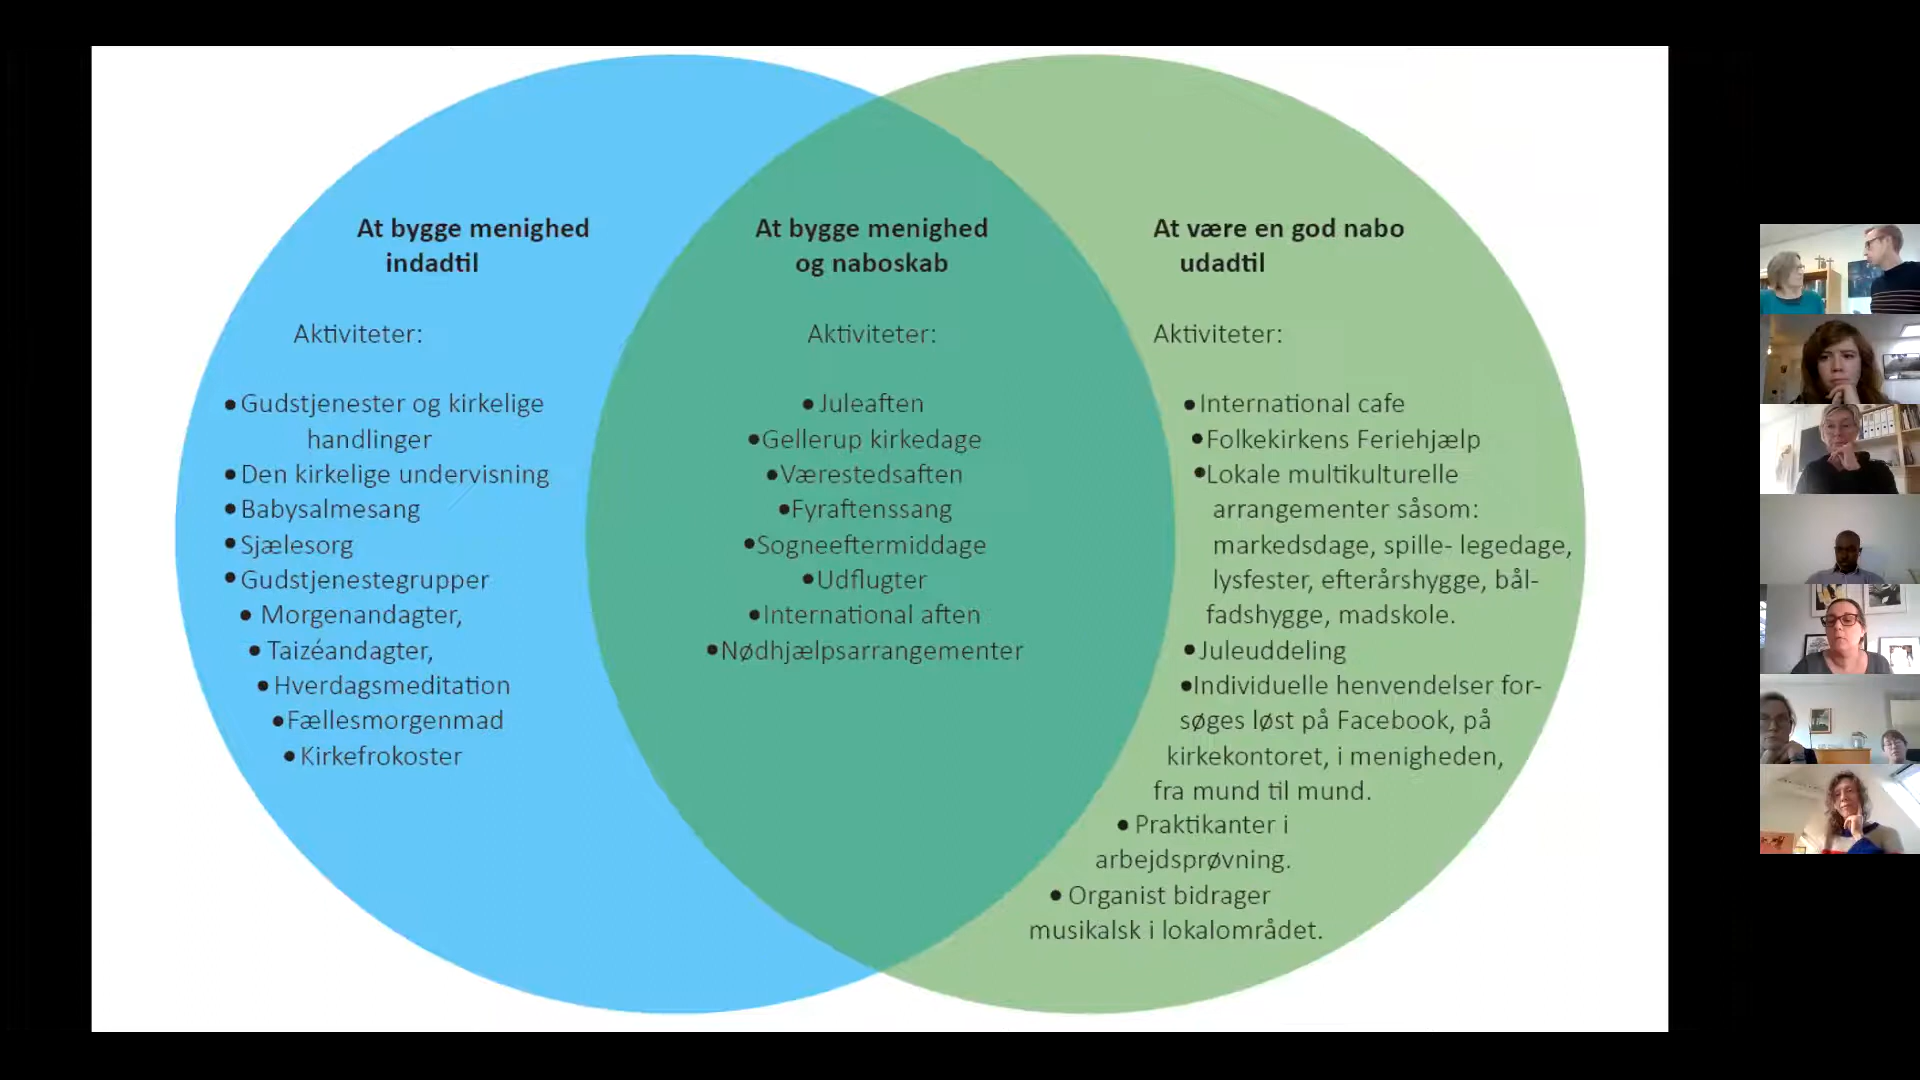 At bygge menighed
indadtil
Aktiviteter:
•Gudstjenester og kirkelige
handlinger
•Den kirkelige undervisning
•Babysalmesang
•Sjælesorg
•Gudstjenestegrupper
• Morgenandagter,
• Taizéandagter,
•Hverdagsmeditation
•Fællesmorgenmad
•Kirkefrokoster
At bygge menighed
og naboskab
Aktiviteter:
•Juleaften
•Gellerup kirkedage
•Værestedsaften
•Fyraftenssang
•Sogneeftermiddage
•Udflugter
•International aften
•Nødhjælpsarrangementer
At være en god nabo
udadtil
Aktiviteter:
•International cafe
•Folkekirkens Feriehjælp
•Lokale multikulturelle
arrangementer såsom:
markedsdage, spille- legedage,
lysfester, efterårshygge, bål-
fadshygge, madskole.
•Juleuddeling
•Individuelle henvendelser for-
søges løst på Facebook, på
kirkekontoret, i menigheden,
fra mund til mund.
• Praktikanter i
arbejdsprøvning.
• Organist bidrager
musikalsk i lokalområdet.